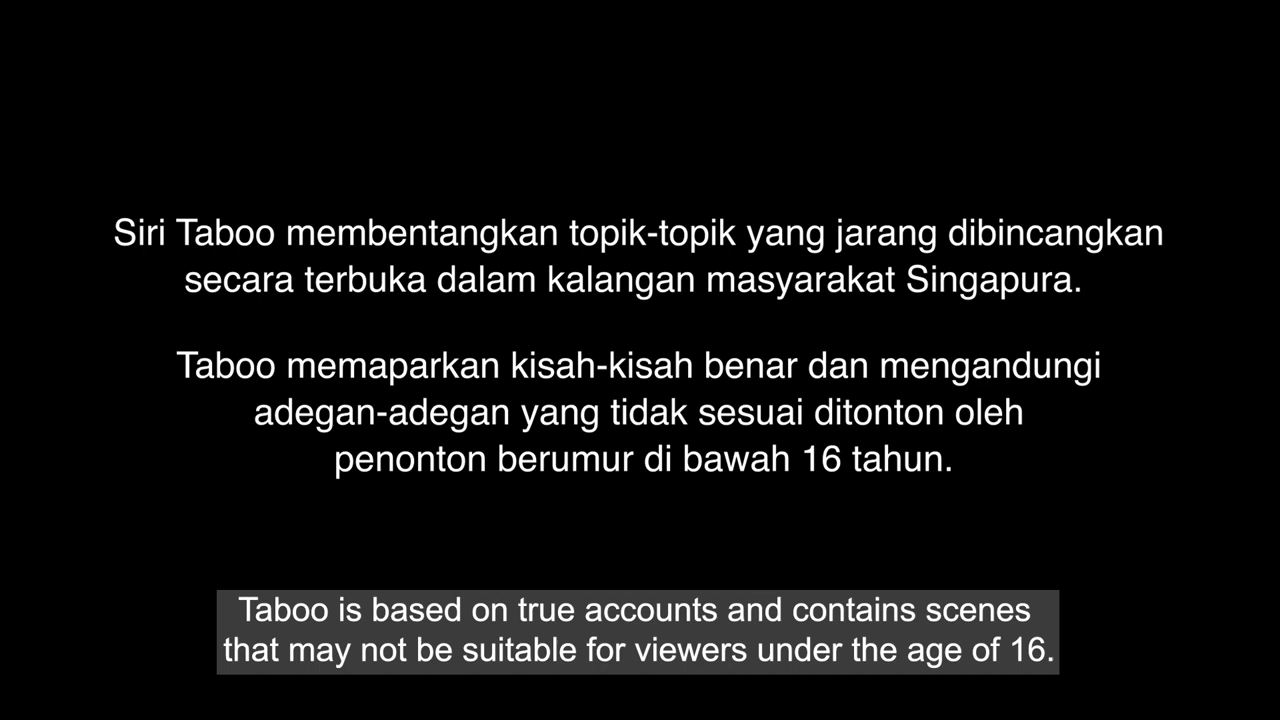 Siri Taboo membentangkan topik-topik yang jarang dibincangkan
secara terbuka dalam kalangan masyarakat Singapura.
Taboo memaparkan kisah-kisah benar dan mengandungi
adegan-adegan yang tidak sesuai ditonton oleh
penonton berumur di bawah 16 tahun.
Taboo is based on true accounts and contains scenes
that may not be suitable for viewers under the age of 16.